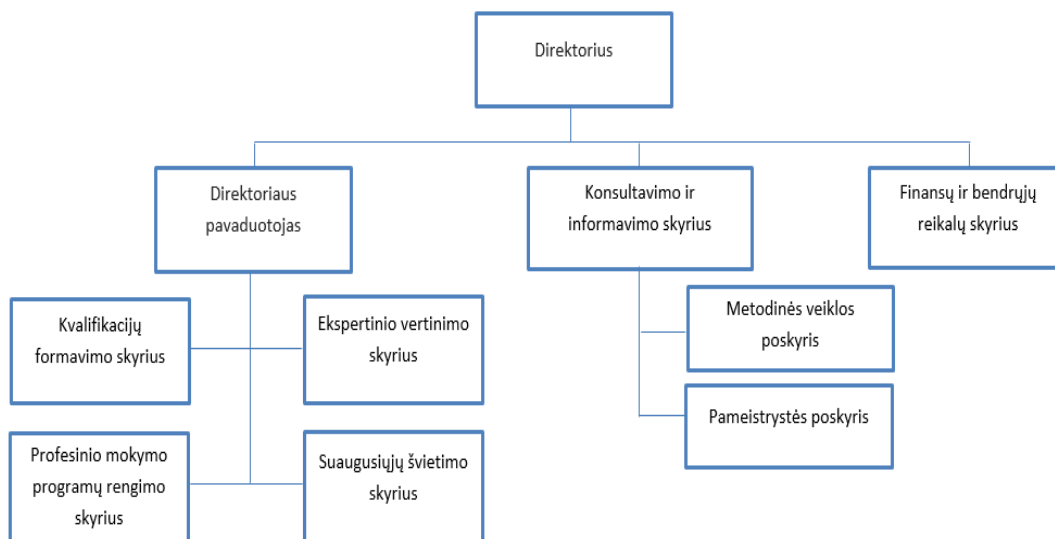 Direktorius
Direktoriaus
pavaduotojas
Konsultavimo ir
informavimo skyrius
Finansų ir bendrųjų
reikalų skyrius
Kvalifikacijų
formavimo skyrius
Ekspertinio vertinimo
skyrius
Metodinės veiklos
poskyris
Pameistrystės poskyris
Profesinio mokymo
programų rengimo
skyrius
Suaugusiųjų švietimo
skyrius